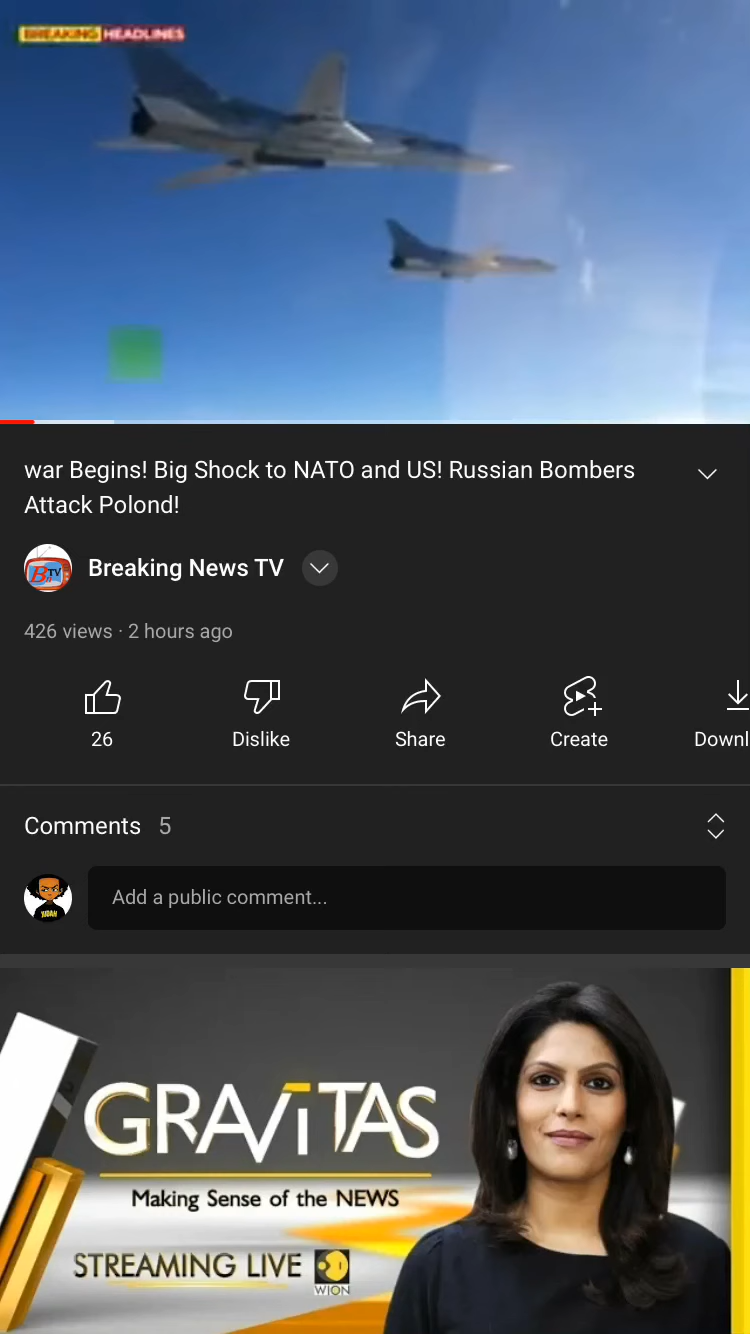 BREAKING HEADLINES
war Begins! Big Shock to NATO and US! Russian Bombers
Attack Polond!
Breaking News TV
426 views · 2 hours ago
26
Dislike
Share
Create
Downl
Comments 5
Add a public comment...
GRAViTAS
Making Sense of the NEWS
STREAMING LIVE
WION